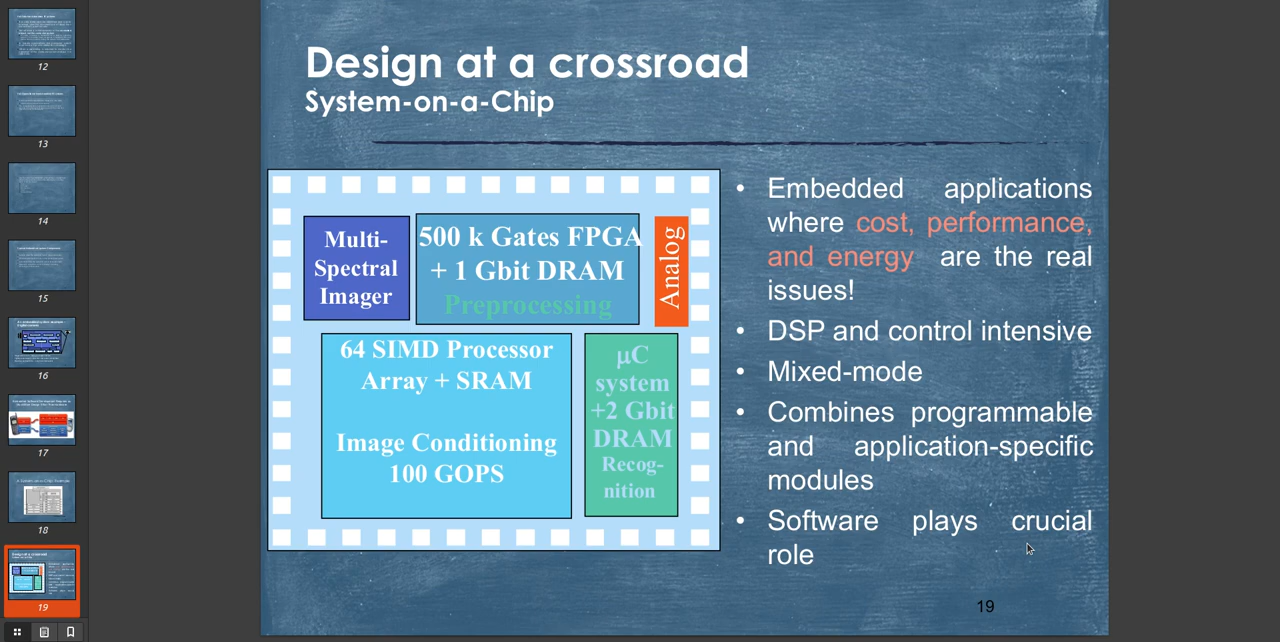 12
13
14
15
16
17
18
19
Design at a crossroad
System-on-a-Chip
Multi-
Spectral
Imager
500 k Gates FPGA
+ 1 Gbit DRAM
Preprocessing
Analog
64 SIMD Processor
Array + SRAM
Image Conditioning
100 GOPS
μC
system
+2 Gbit
DRAM
Recog-
nition
• Embedded applications
where cost, performance,
and energy are the real
issues!
• DSP and control intensive
• Mixed-mode
• Combines programmable
and application-specific
modules
• Software plays crucial
role
19